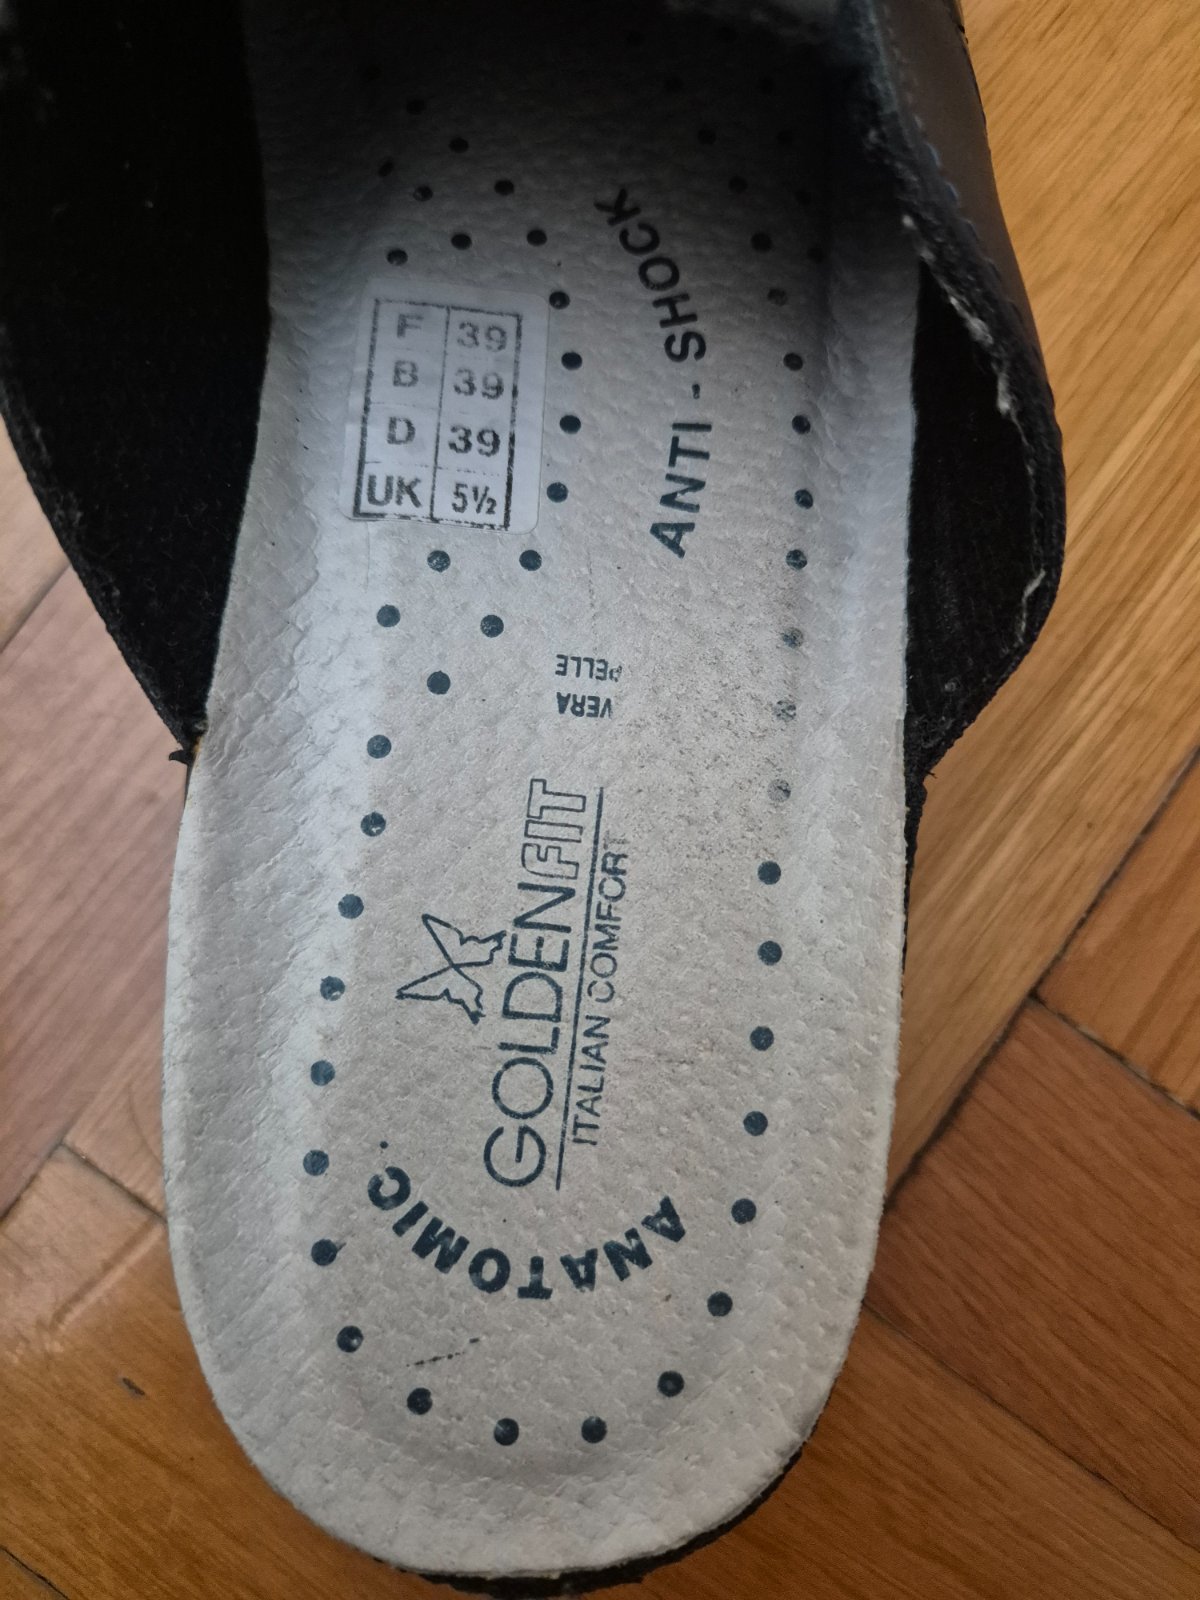 F 39
B 39
D 39
UK 5½
ANTI-SHOCK
VERA
PELLE
GOLDENFIT
ITALIAN COMFORT
ANATOMIC